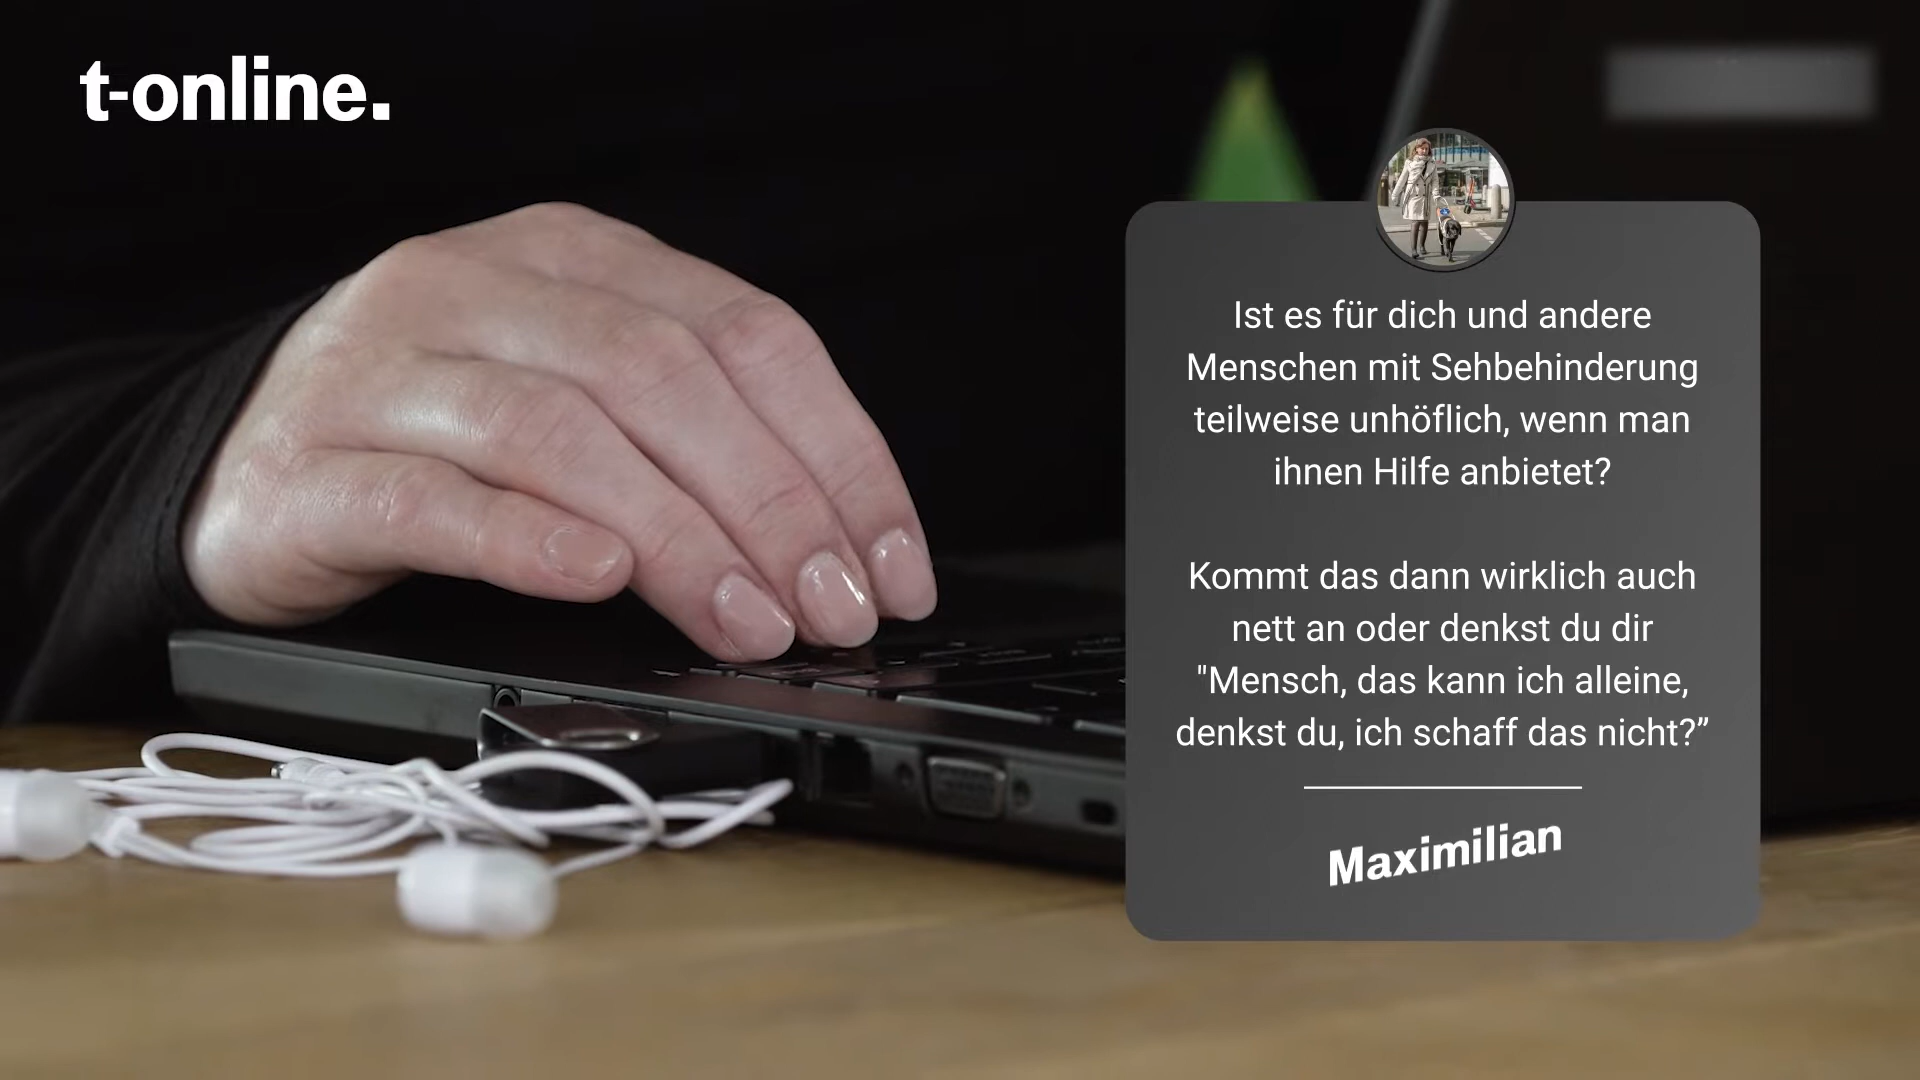 t-online.
Ist es für dich und andere
Menschen mit Sehbehinderung
teilweise unhöflich, wenn man
ihnen Hilfe anbietet?
Kommt das dann wirklich auch
nett an oder denkst du dir
"Mensch, das kann ich alleine,
denkst du, ich schaff das nicht?”
Maximilian